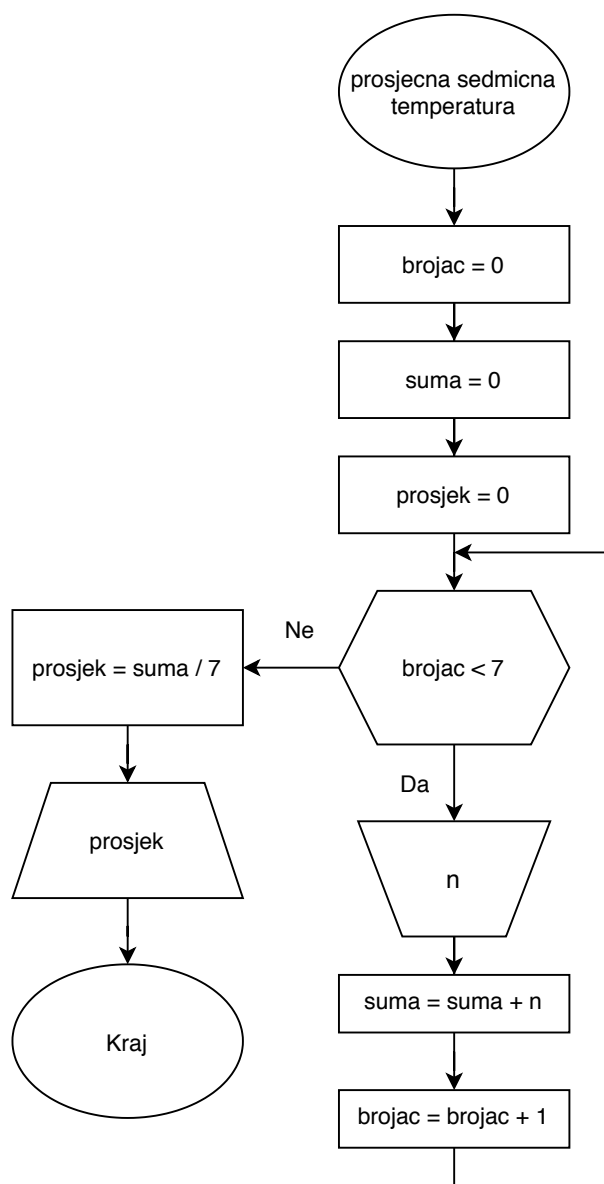 prosjecna sedmicna
temperatura
brojac = 0
suma = 0
prosjek = 0
brojac < 7
Ne
prosjek = suma / 7
prosjek
Kraj
Da
n
suma = suma + n
brojac = brojac + 1